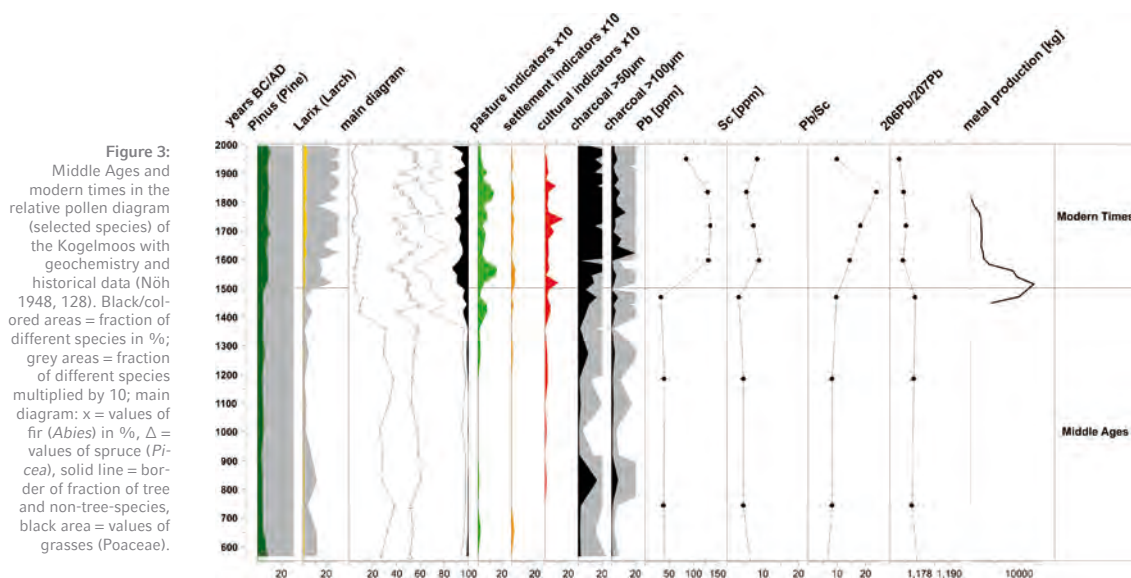 Figure 3:
Middle Ages and
modern times in the
relative pollen diagram
(selected species) of
the Kogelmoos with
geochemistry and
historical data (Nöh
1948, 128). Black/col-
ored areas = fraction of
different species in %;
grey areas = fraction
of different species
multiplied by 10; main
diagram: x = values of
fir (Abies) in %, Δ =
values of spruce (Pi-
cea), solid line = bor-
der of fraction of tree
and non-tree-species,
black area = values of
grasses (Poaceae).
years BC/AD
Pinus (Pine)
Larix (Larch)
main diagram
pasture indicators x10
settlement indicators x10
cultural indicators x10
charcoal >50µm
charcoal >100µm
Pb [ppm]
Sc [ppm]
Pb/Sc
206Pb/207Pb
metal production [kg]
2000
1900
1800
1700
1600
1500
1400
1300
1200
1100
1000
900
800
700
600
Modern Times
Middle Ages
20 20 20 40 60 80 100 20 20 50 100 150 10 20 10 20 1,178 1,190 10000